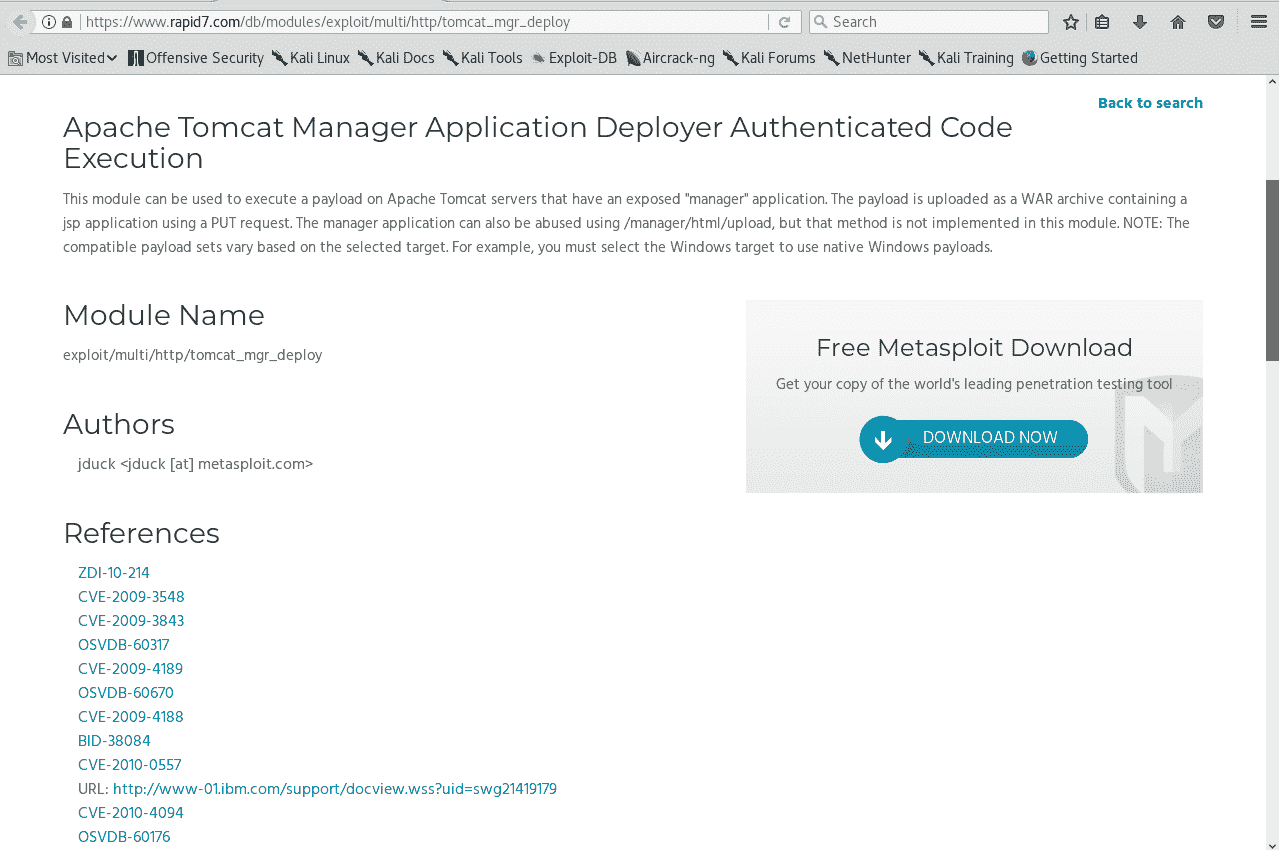 https://www.rapid7.com/db/modules/exploit/multi/http/tomcat_mgr_deploy
Search
Most Visited
Offensive Security
Kali Linux
Kali Docs
Kali Tools
Exploit-DB
Aircrack-ng
Kali Forums
NetHunter
Kali Training
Getting Started
Back to search
Apache Tomcat Manager Application Deployer Authenticated Code
Execution
This module can be used to execute a payload on Apache Tomcat servers that have an exposed "manager" application. The payload is uploaded as a WAR archive containing a
jsp application using a PUT request. The manager application can also be abused using /manager/html/upload, but that method is not implemented in this module. NOTE: The
compatible payload sets vary based on the selected target. For example, you must select the Windows target to use native Windows payloads.
Module Name
exploit/multi/http/tomcat_mgr_deploy
Free Metasploit Download
Get your copy of the world's leading penetration testing tool
DOWNLOAD NOW
Authors
jduck <jduck [at] metasploit.com>
References
ZDI-10-214
CVE-2009-3548
CVE-2009-3843
OSVDB-60317
CVE-2009-4189
OSVDB-60670
CVE-2009-4188
BID-38084
CVE-2010-0557
URL: http://www-01.ibm.com/support/docview.wss?uid=swg21419179
CVE-2010-4094
OSVDB-60176